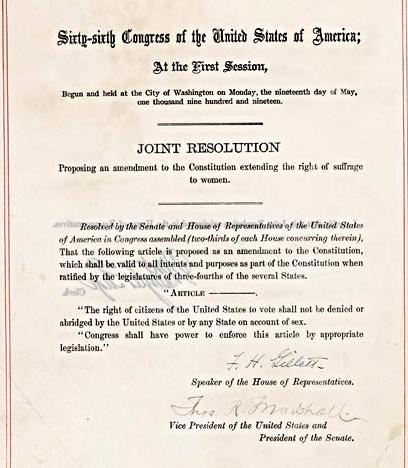 Sixty-sixth Congress of the United States of America;
At the First Session,
Begun and held at the City of Washington on Monday, the nineteenth day of May,
one thousand nine hundred and nineteen.
JOINT RESOLUTION
Proposing an amendment to the Constitution extending the right of suffrage
to women.
Resolved by the Senate and House of Representatives of the United States
of America in Congress assembled (two-thirds of each House concurring therein),
That the following article is proposed as an amendment to the Constitution,
which shall be valid to all intents and purposes as part of the Constitution when
ratified by the legislatures of three-fourths of the several States.
"ARTICLE ————.
"The right of citizens of the United States to vote shall not be denied or
abridged by the United States or by any State on account of sex.
"Congress shall have power to enforce this article by appropriate
legislation."
F. H. Gillett
Speaker of the House of Representatives.
Thos. R. Marshall
Vice President of the United States and
President of the Senate.